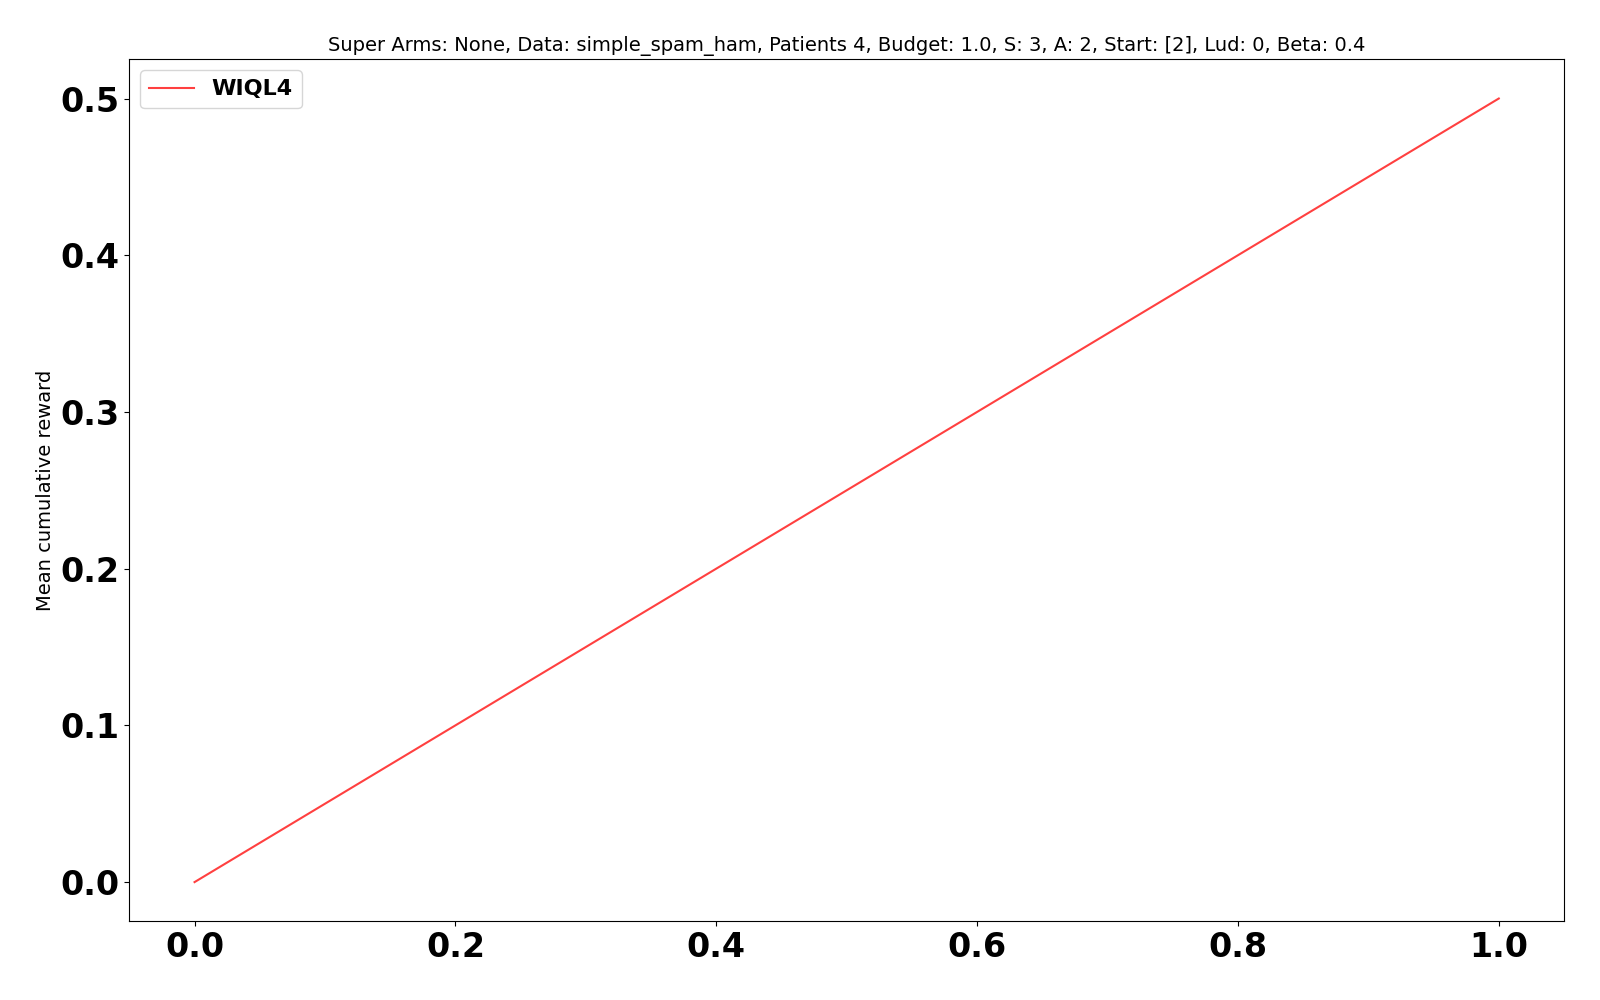 Super Arms: None, Data: simple_spam_ham, Patients 4, Budget: 1.0, S: 3, A: 2, Start: [2], Lud: 0, Beta: 0.4
WIQL4
Mean cumulative reward
0.5
0.4
0.3
0.2
0.1
0.0
0.0 0.2 0.4 0.6 0.8 1.0